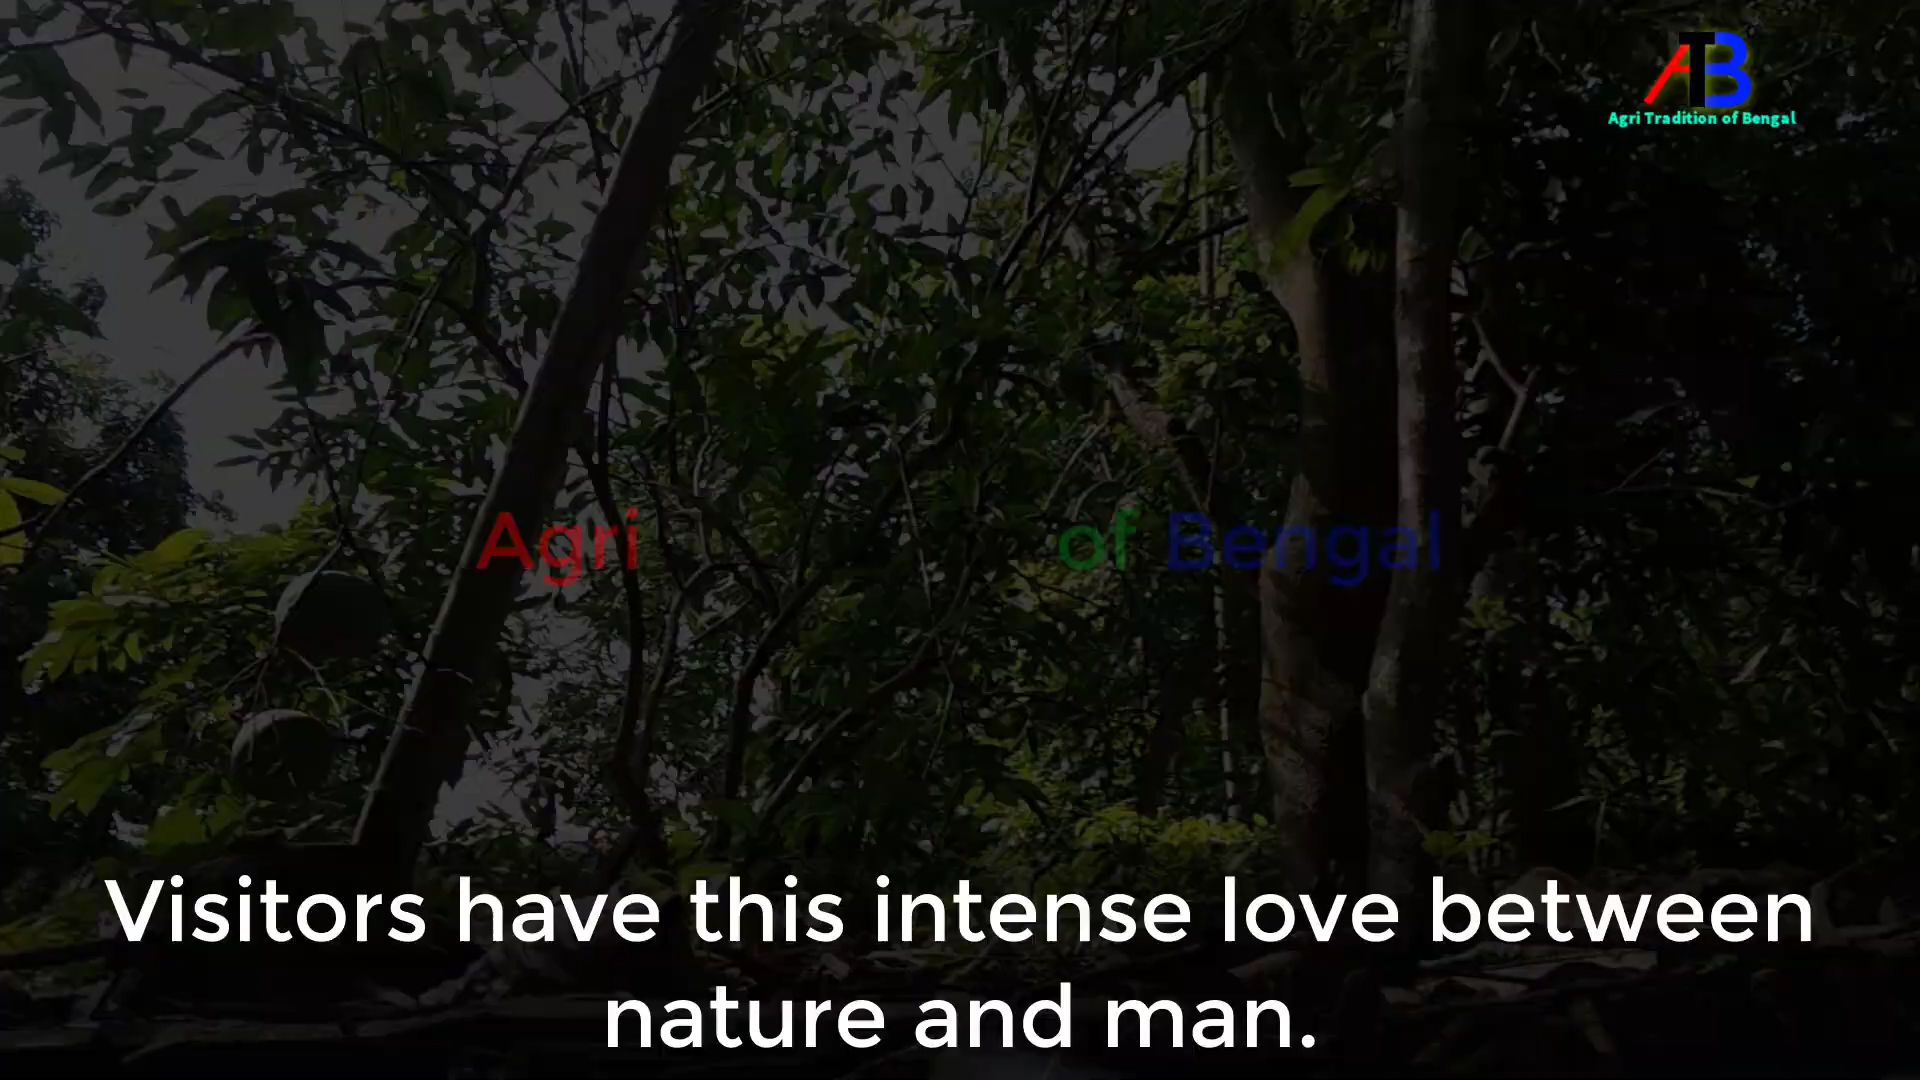 ATB
Agri Tradition of Bengal
Agri of Bengal
Visitors have this intense love between
nature and man.